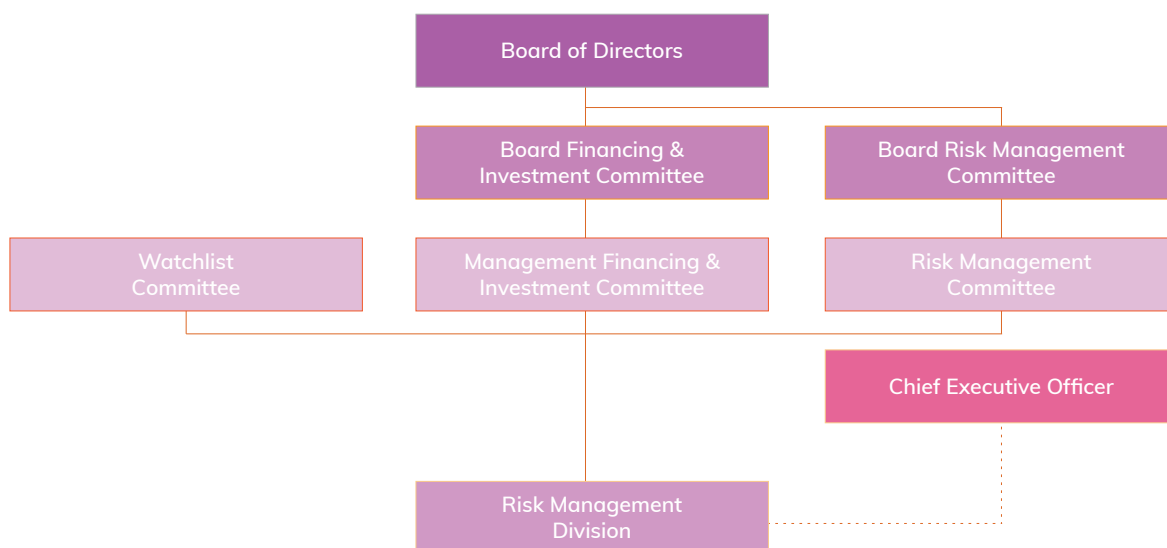 Board of Directors
Board Financing &
Investment Committee
Board Risk Management
Committee
Watchlist
Committee
Management Financing &
Investment Committee
Risk Management
Committee
Chief Executive Officer
Risk Management
Division